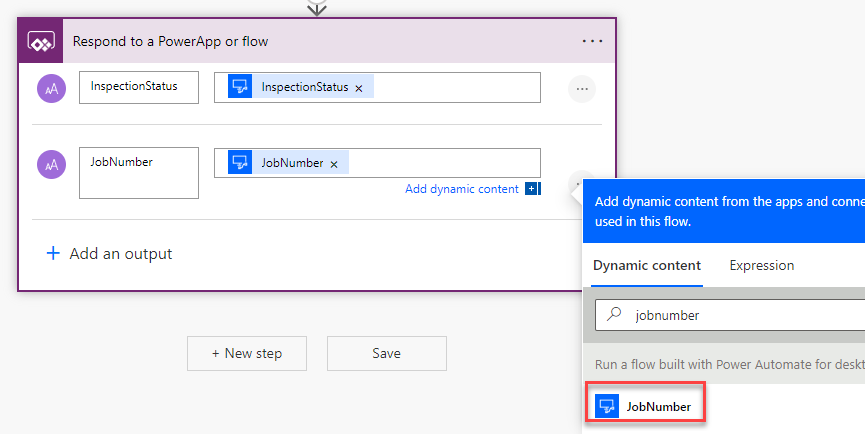 Respond to a PowerApp or flow
InspectionStatus
InspectionStatus ×
JobNumber
JobNumber ×
Add dynamic content
Add an output
+ New step
Save
Add dynamic content from the apps and conne
used in this flow.
Dynamic content
Expression
jobnumber
Run a flow built with Power Automate for deskt
JobNumber